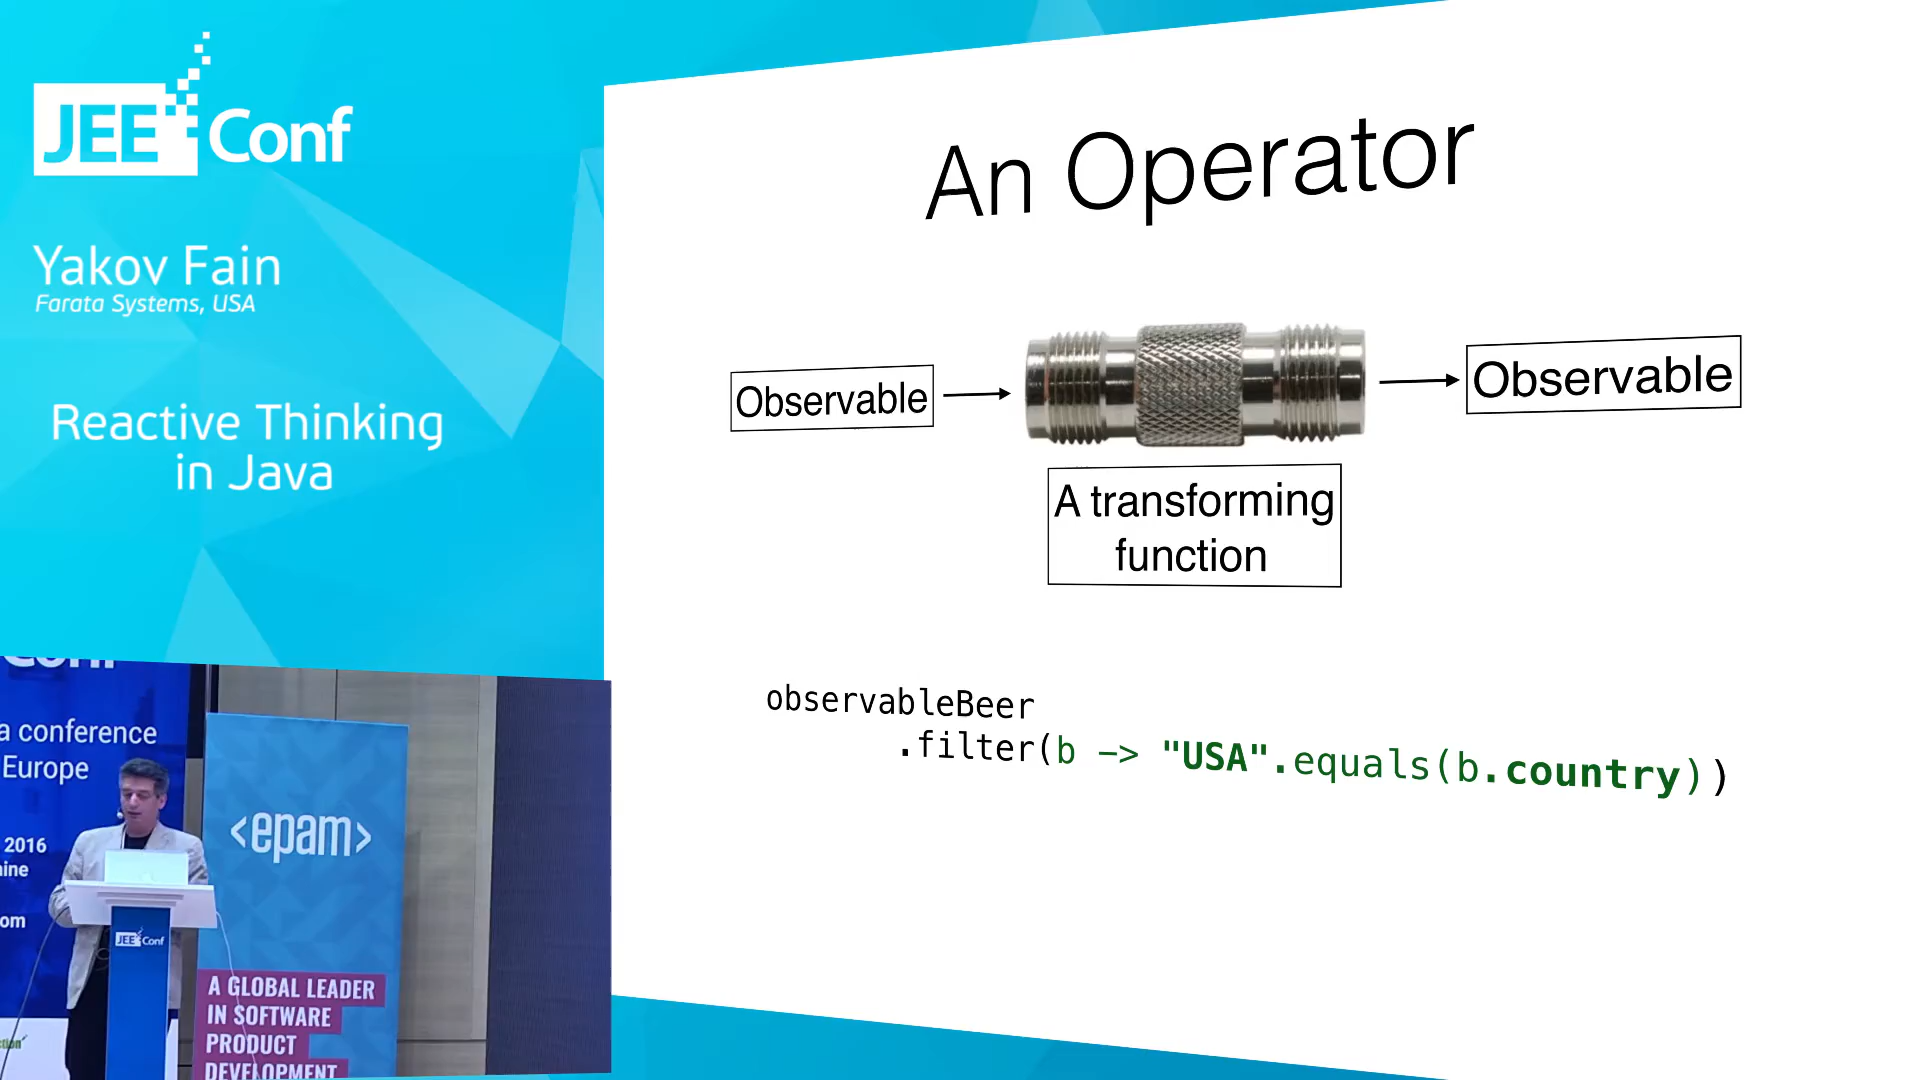 JEE Conf
Yakov Fain
Farata Systems, USA
Reactive Thinking
in Java
An Operator
Observable
Observable
A transforming
function
observableBeer
.filter(b -> "USA".equals(b.country))
Conf
a conference
Europe
2016
<epam>
JEE Conf
A GLOBAL LEADER
IN SOFTWARE
PRODUCT
DEVELOPMENT